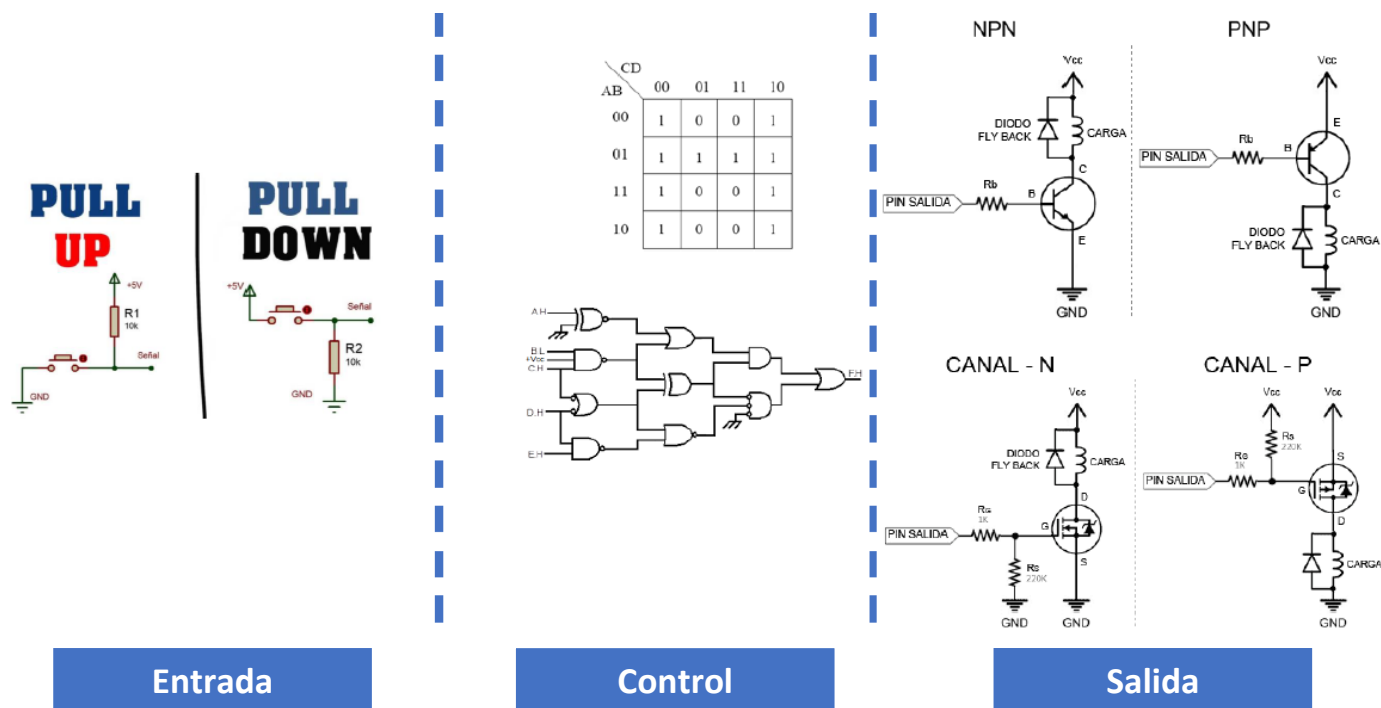 PULL
UP
+5V
R1
10k
Señal
GND
PULL
DOWN
+5V
Señal
R2
10k
GND
Entrada
CD
AB
00 01 11 10
00 1 0 0 1
01 1 1 1 1
11 1 0 0 1
10 1 0 0 1
A.H
B.L
+Vcc
C.H
D.H
E.H
F.H
Control
NPN
Vcc
DIODO
FLY BACK
CARGA
C
PIN SALIDA
Rb
B
E
GND
PNP
Vcc
E
PIN SALIDA
Rb
B
C
DIODO
FLY BACK
CARGA
GND
CANAL - N
Vcc
DIODO
FLY BACK
CARGA
D
1K
G
PIN SALIDA
S
Rs
220K
GND
GND
CANAL - P
Vcc
Vcc
Rs
220K
S
1K
PIN SALIDA
G
D
CARGA
GND
Salida